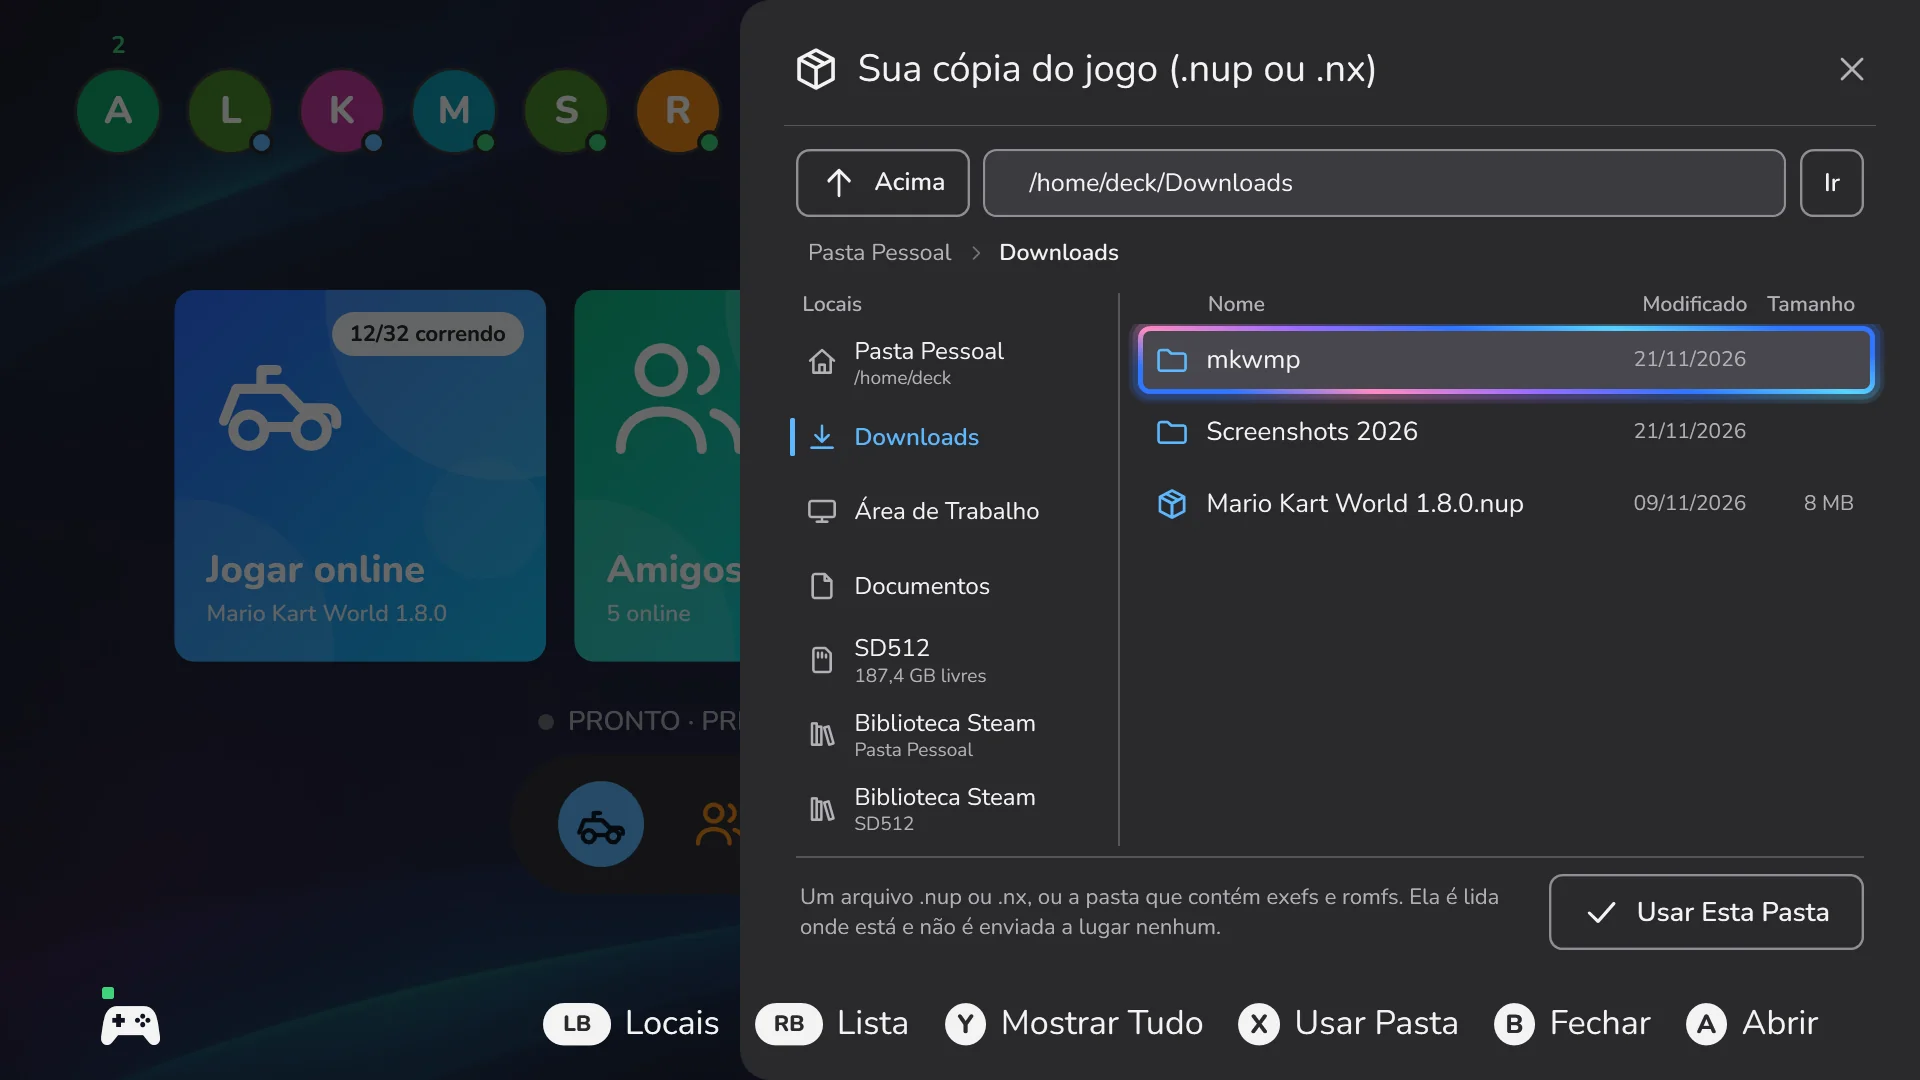 2
A
L
K
M
S
R
12/32 correndo
Jogar online
Mario Kart World 1.8.0
Amigos
5 online
PRONTO · PR
Sua cópia do jogo (.nup ou .nx)
Acima
/home/deck/Downloads
Ir
Pasta Pessoal > Downloads
Locais
Pasta Pessoal
/home/deck
Downloads
Área de Trabalho
Documentos
SD512
187,4 GB livres
Biblioteca Steam
Pasta Pessoal
Biblioteca Steam
SD512
Nome Modificado Tamanho
mkwmp 21/11/2026
Screenshots 2026 21/11/2026
Mario Kart World 1.8.0.nup 09/11/2026 8 MB
Um arquivo .nup ou .nx, ou a pasta que contém exefs e romfs. Ela é lida
onde está e não é enviada a lugar nenhum.
Usar Esta Pasta
LB Locais RB Lista Y Mostrar Tudo X Usar Pasta B Fechar A Abrir